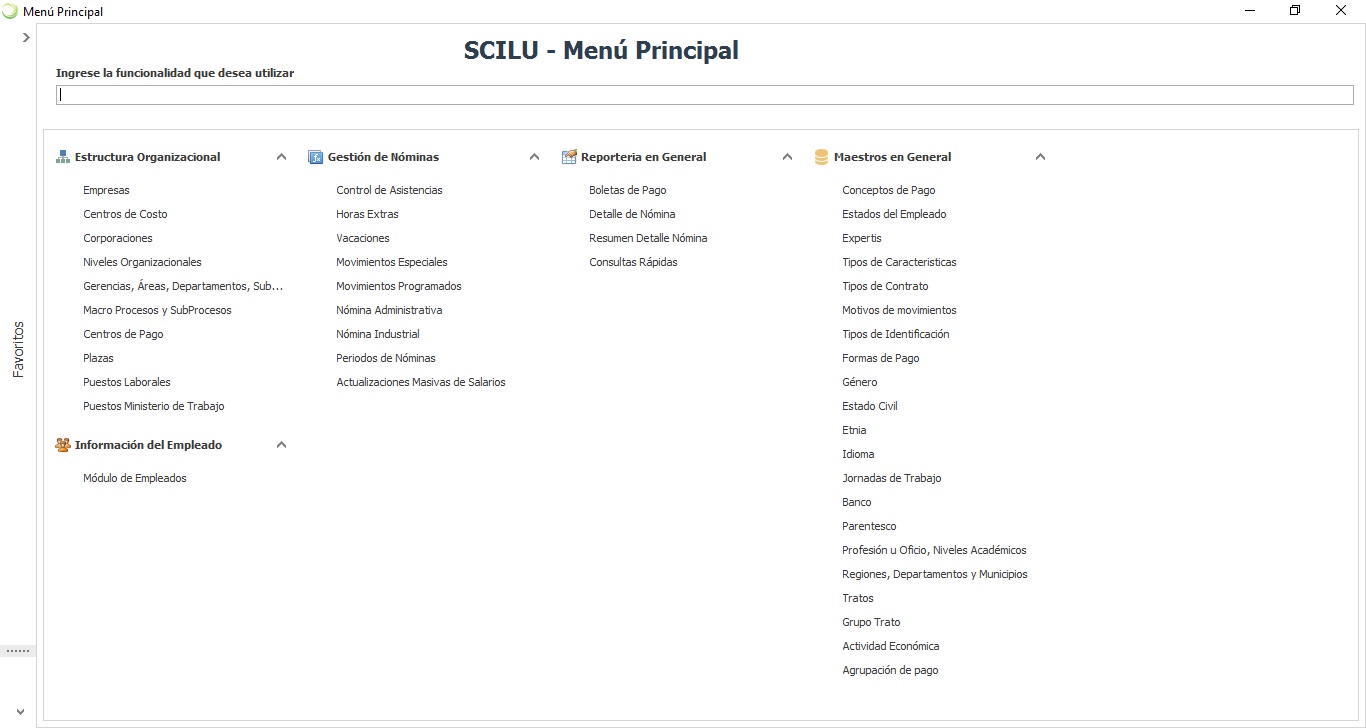 Menú Principal
SCILU - Menú Principal
Ingrese la funcionalidad que desea utilizar
Favoritos
Estructura Organizacional
Empresas
Centros de Costo
Corporaciones
Niveles Organizacionales
Gerencias, Áreas, Departamentos, Sub...
Macro Procesos y SubProcesos
Centros de Pago
Plazas
Puestos Laborales
Puestos Ministerio de Trabajo
Información del Empleado
Módulo de Empleados
Gestión de Nóminas
Control de Asistencias
Horas Extras
Vacaciones
Movimientos Especiales
Movimientos Programados
Nómina Administrativa
Nómina Industrial
Periodos de Nóminas
Actualizaciones Masivas de Salarios
Reporteria en General
Boletas de Pago
Detalle de Nómina
Resumen Detalle Nómina
Consultas Rápidas
Maestros en General
Conceptos de Pago
Estados del Empleado
Expertis
Tipos de Caracteristicas
Tipos de Contrato
Motivos de movimientos
Tipos de Identificación
Formas de Pago
Género
Estado Civil
Etnia
Idioma
Jornadas de Trabajo
Banco
Parentesco
Profesión u Oficio, Niveles Académicos
Regiones, Departamentos y Municipios
Tratos
Grupo Trato
Actividad Económica
Agrupación de pago